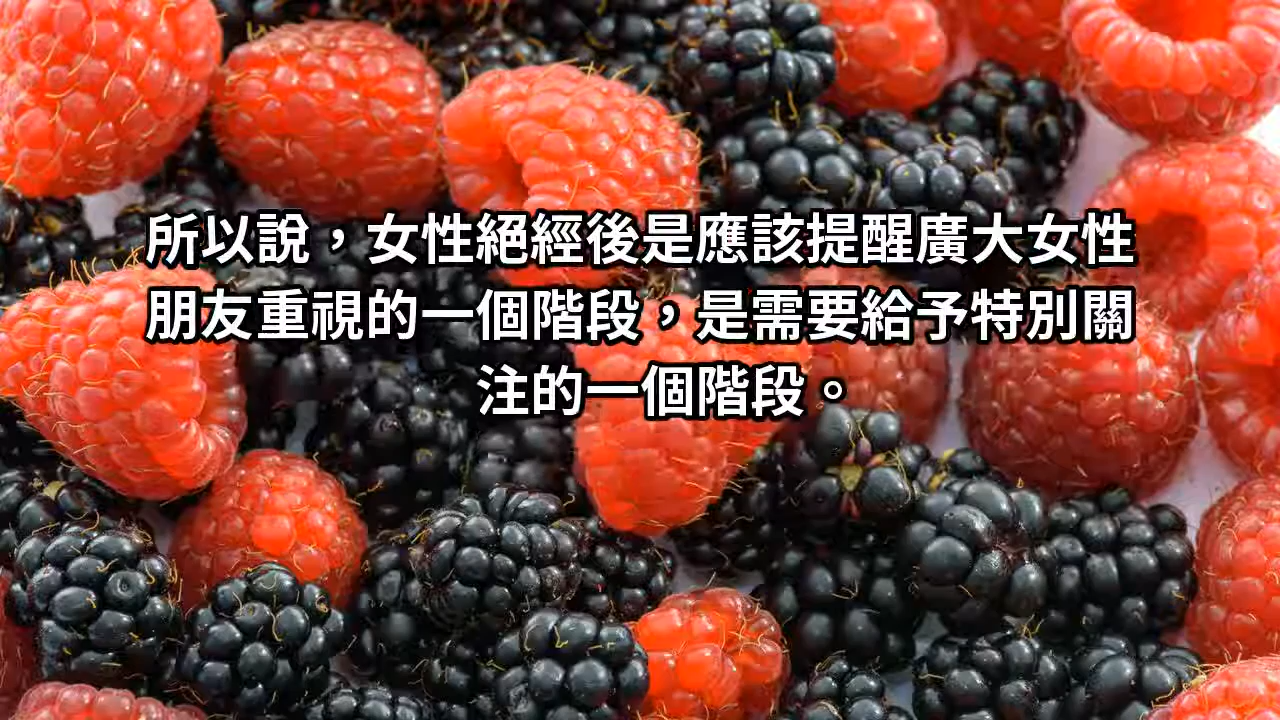 所以說，女性絕經後是應該提醒廣大女性
朋友重視的一個階段，是需要給予特別關
注的一個階段。